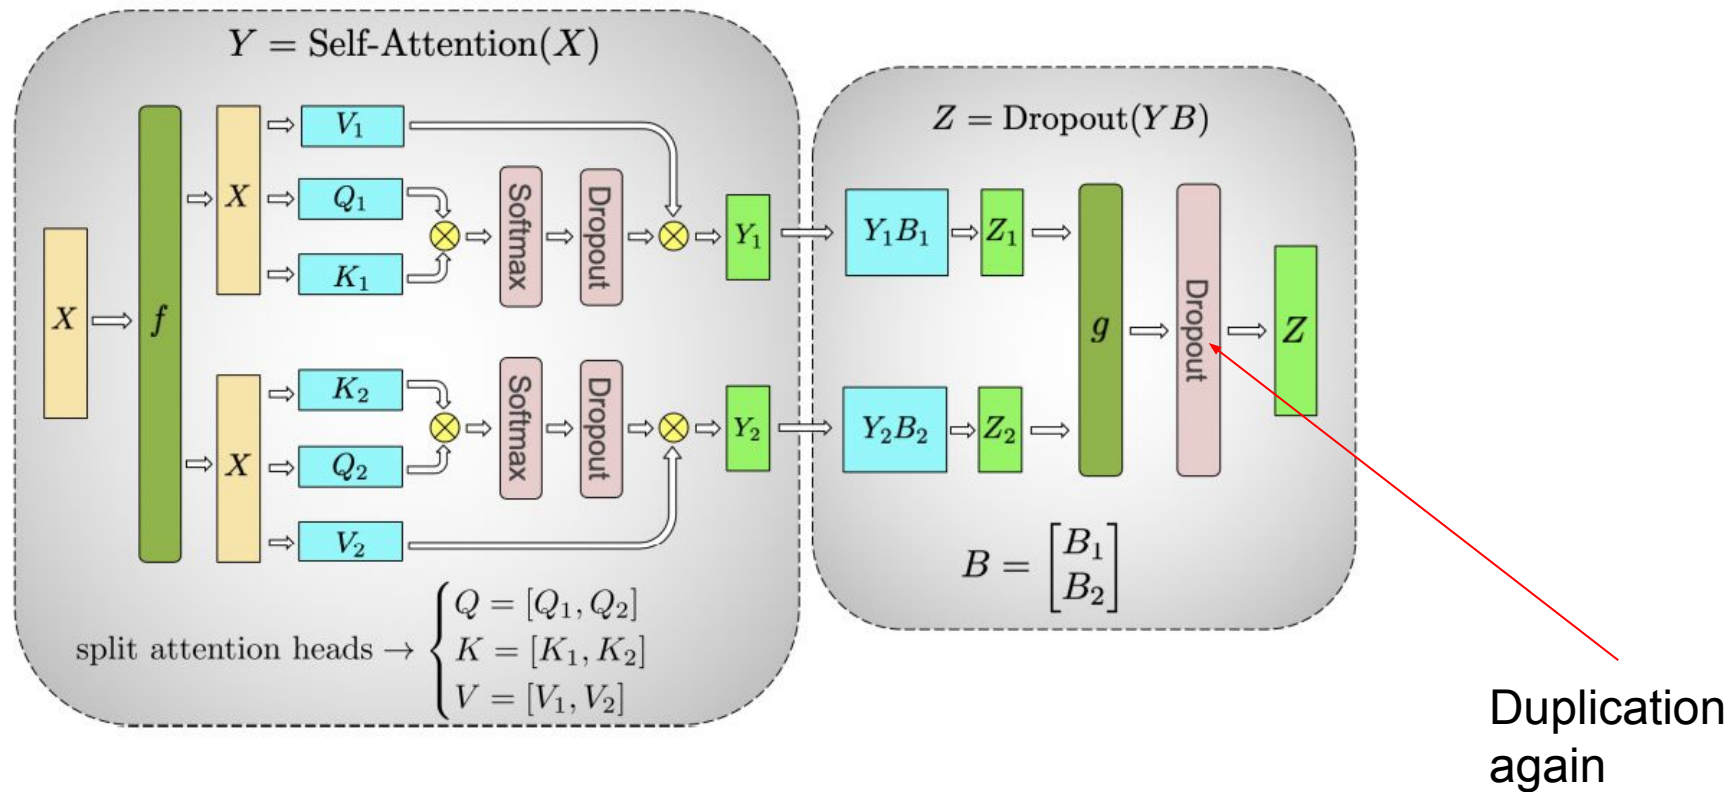 Y = Self-Attention(X)
X
f
X
V₁
Q₁
K₁
Softmax
Dropout
Y₁
X
K₂
Q₂
V₂
Softmax
Dropout
Y₂
split attention heads → { Q = [Q₁, Q₂]
K = [K₁, K₂]
V = [V₁, V₂]
Z = Dropout(YB)
Y₁B₁
Z₁
Y₂B₂
Z₂
g
Dropout
Z
B = [B₁
B₂]
Duplication
again